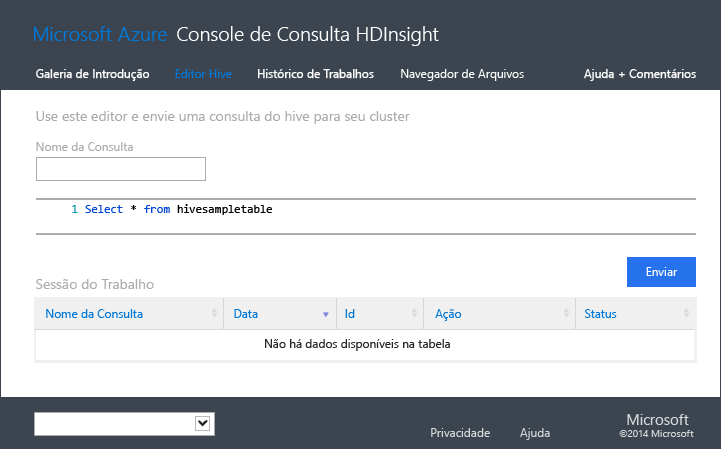 Microsoft Azure Console de Consulta HDInsight
Galeria de Introdução Editor Hive Histórico de Trabalhos Navegador de Arquivos Ajuda + Comentários
Use este editor e envie uma consulta do hive para seu cluster
Nome da Consulta
1 Select * from hivesampletable
Enviar
Sessão do Trabalho
Nome da Consulta Data Id Ação Status
Não há dados disponíveis na tabela
Privacidade Ajuda Microsoft
©2014 Microsoft